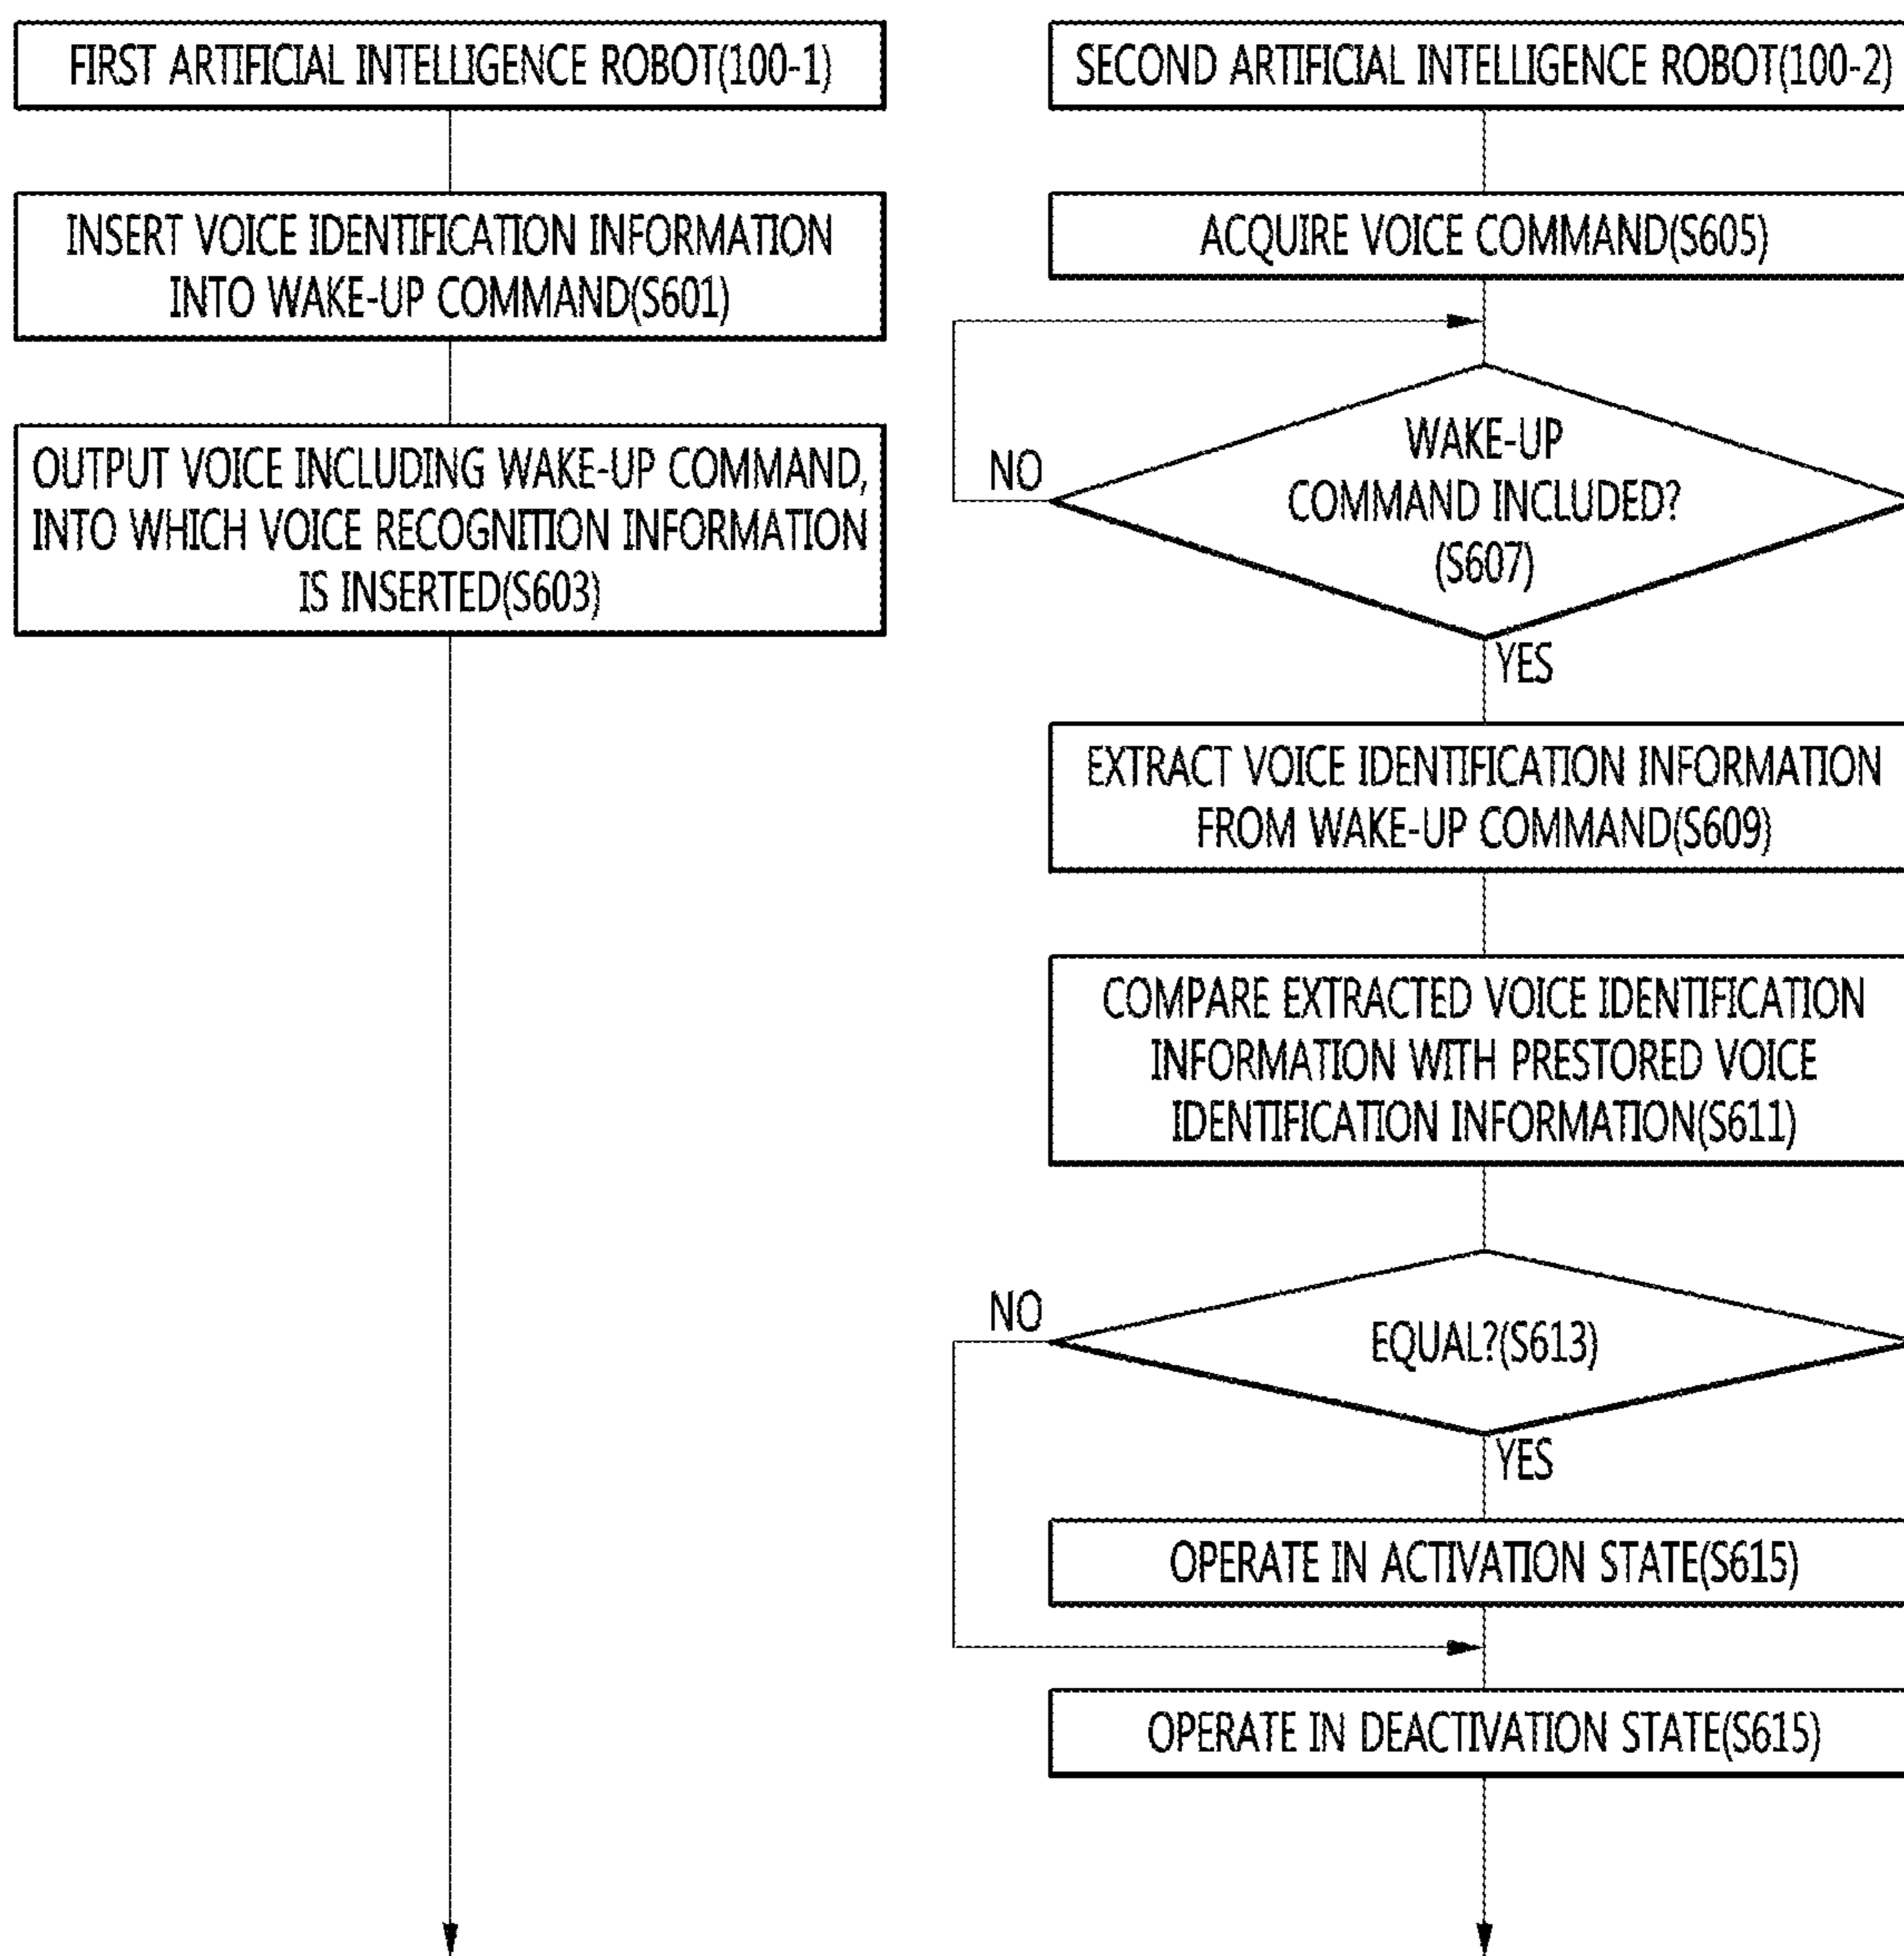 FIRST ARTIFICIAL INTELLIGENCE ROBOT(100-1)
INSERT VOICE IDENTIFICATION INFORMATION
INTO WAKE-UP COMMAND(S601)
OUTPUT VOICE INCLUDING WAKE-UP COMMAND,
INTO WHICH VOICE RECOGNITION INFORMATION
IS INSERTED(S603)
SECOND ARTIFICIAL INTELLIGENCE ROBOT(100-2)
ACQUIRE VOICE COMMAND(S605)
NO
WAKE-UP
COMMAND INCLUDED?
(S607)
YES
EXTRACT VOICE IDENTIFICATION INFORMATION
FROM WAKE-UP COMMAND(S609)
COMPARE EXTRACTED VOICE IDENTIFICATION
INFORMATION WITH PRESTORED VOICE
IDENTIFICATION INFORMATION(S611)
NO
EQUAL?(S613)
YES
OPERATE IN ACTIVATION STATE(S615)
OPERATE IN DEACTIVATION STATE(S615)